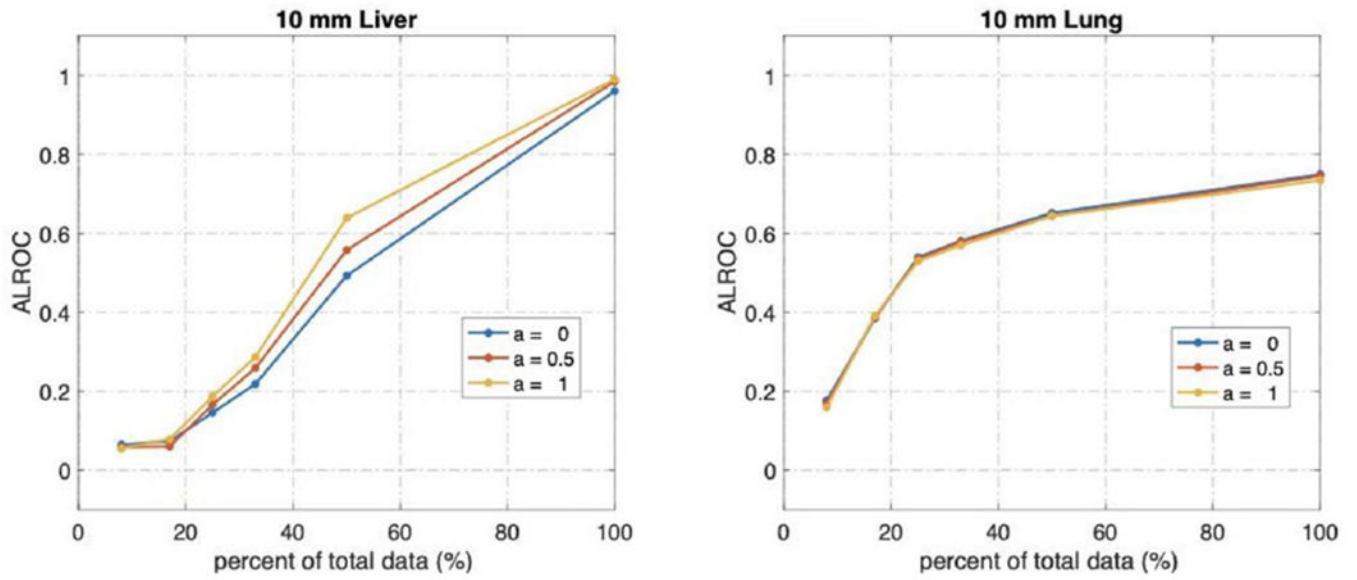 10 mm Liver
1
0.8
0.6
0.4
0.2
0
ALROC
a = 0
a = 0.5
a = 1
0 20 40 60 80 100
percent of total data (%)
10 mm Lung
1
0.8
0.6
0.4
0.2
0
ALROC
a = 0
a = 0.5
a = 1
0 20 40 60 80 100
percent of total data (%)